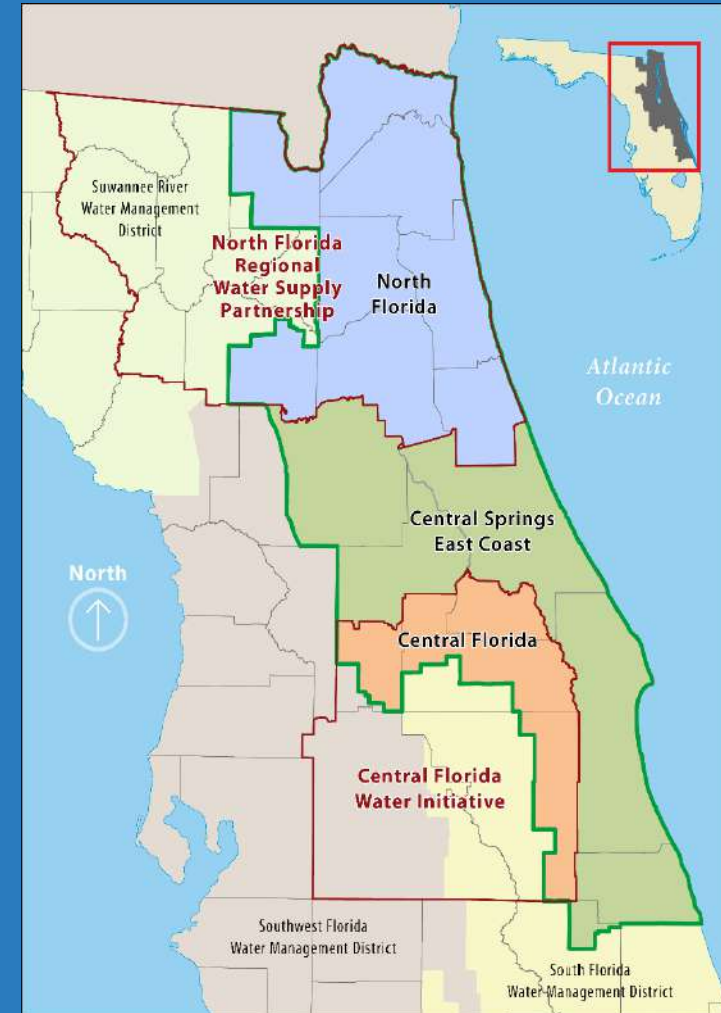 Suwannee River
Water Management
District
North Florida
Regional
Water Supply
Partnership
North
Florida
Atlantic
Ocean
Central Springs
East Coast
North
Central Florida
Central Florida
Water Initiative
Southwest Florida
Water Management District
South Florida
Water Management District